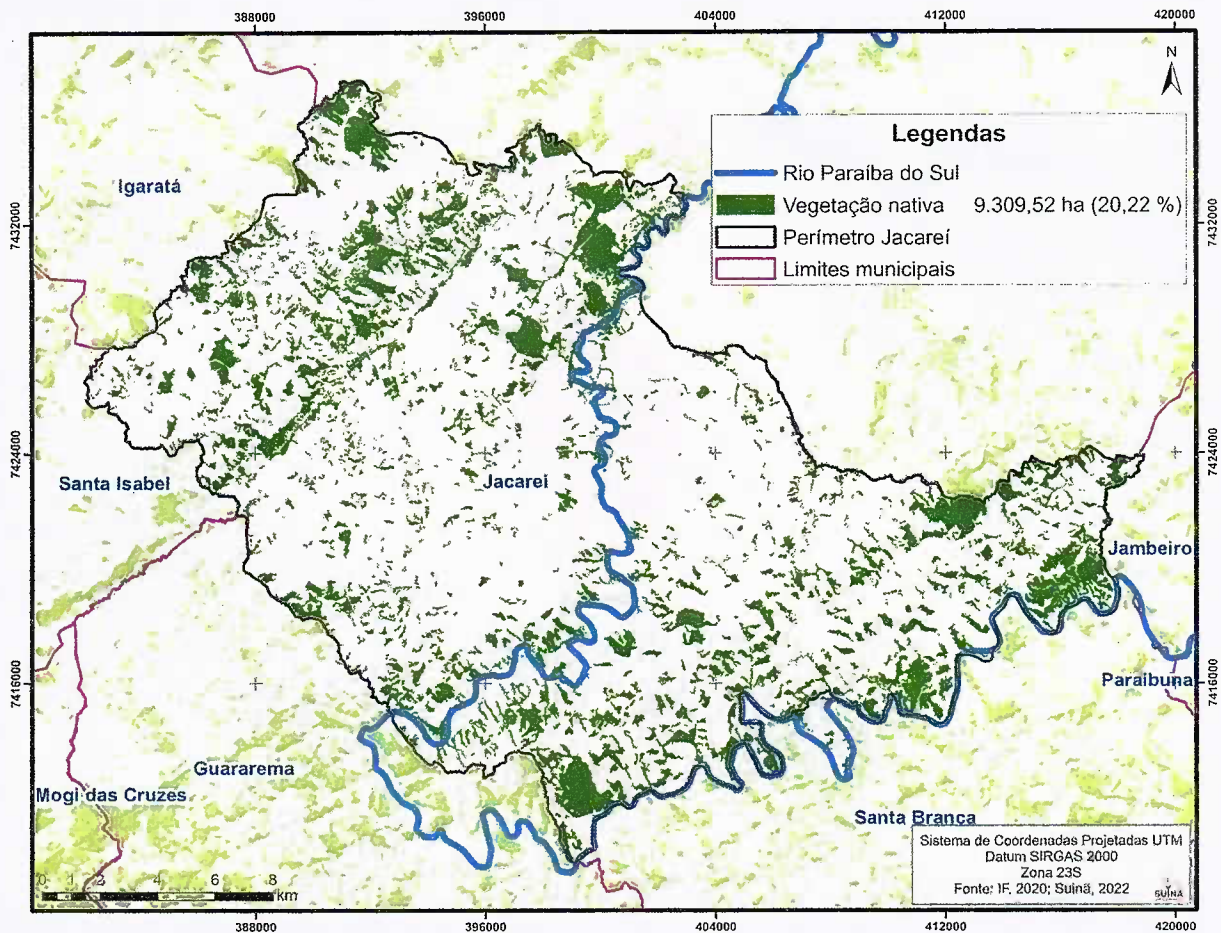 388000 396000 404000 412000 420000
N
Legendas
Rio Paraíba do Sul
Vegetação nativa 9.309,52 ha (20,22 %)
Perímetro Jacareí
Limites municipais
Igaratá
7432000 7432000
7424000 7424000
Santa Isabel
Jacarei
Jambeiro
7416000 7416000
Paraibuna
Guararema
Mogi das Cruzes
Santa Branca
Sistema de Coordenadas Projetadas UTM
Datum SIRGAS 2000
Zona 23S
Fonte: IF, 2020; Suinã, 2022
SUINÃ
0 1 2 4 6 8
km
388000 396000 404000 412000 420000